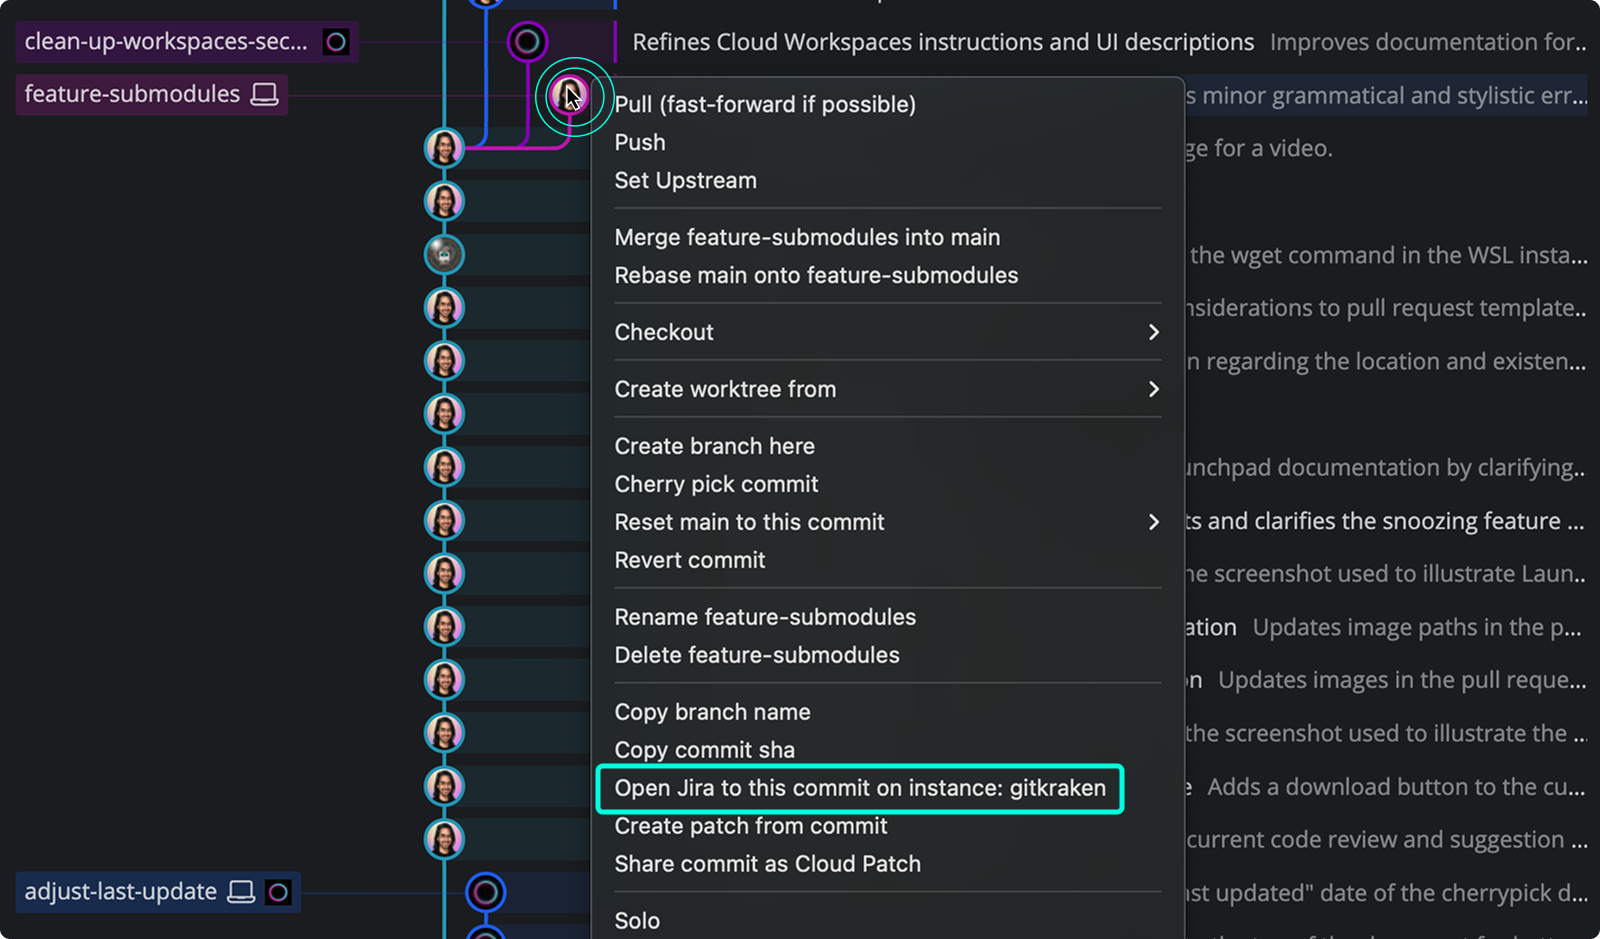 clean-up-workspaces-sec...
Refines Cloud Workspaces instructions and UI descriptions Improves documentation for..
feature-submodules
s minor grammatical and stylistic err...
Pull (fast-forward if possible)
Push
ge for a video.
Set Upstream
Merge feature-submodules into main
the wget command in the WSL insta...
Rebase main onto feature-submodules
nsiderations to pull request template..
Checkout
n regarding the location and existen...
Create worktree from
Create branch here
unchpad documentation by clarifying..
Cherry pick commit
Reset main to this commit
ts and clarifies the snoozing feature ...
Revert commit
he screenshot used to illustrate Laun..
Rename feature-submodules
ation Updates image paths in the p...
Delete feature-submodules
on Updates images in the pull reque...
Copy branch name
the screenshot used to illustrate the ..
Copy commit sha
Open Jira to this commit on instance: gitkraken
e Adds a download button to the cu...
Create patch from commit
current code review and suggestion ...
Share commit as Cloud Patch
adjust-last-update
ast updated" date of the cherrypick d...
Solo